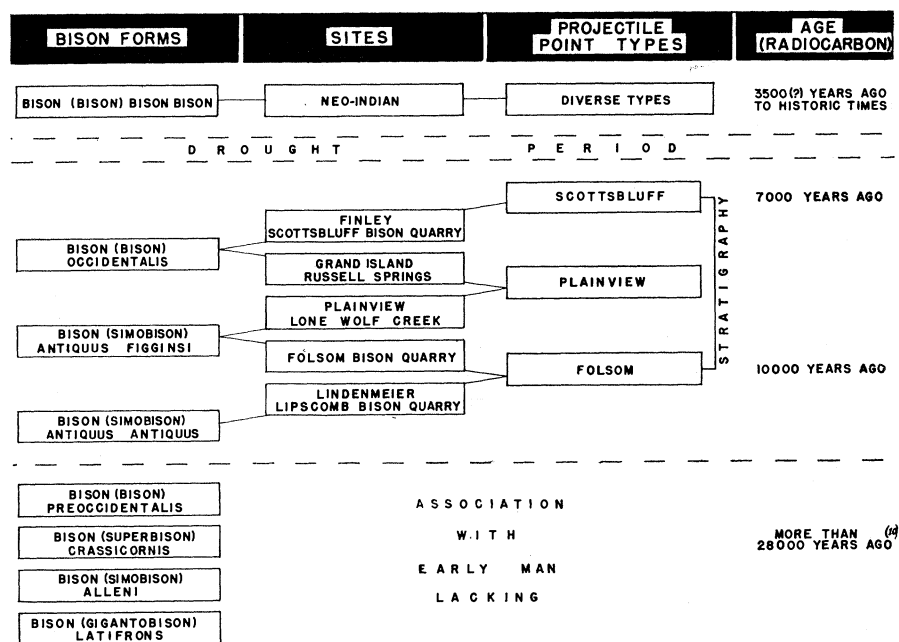 BISON FORMS
SITES
PROJECTILE
POINT TYPES
AGE
(RADIOCARBON)
BISON (BISON) BISON BISON
NEO-INDIAN
DIVERSE TYPES
3500(?) YEARS AGO
TO HISTORIC TIMES
DROUGHT PERIOD
SCOTTSBLUFF
7000 YEARS AGO
FINLEY
SCOTTSBLUFF BISON QUARRY
BISON (BISON)
OCCIDENTALIS
GRAND ISLAND
RUSSELL SPRINGS
PLAINVIEW
STRATIGRAPHY
PLAINVIEW
LONE WOLF CREEK
BISON (SIMOBISON)
ANTIQUUS FIGGINSI
FOLSOM BISON QUARRY
FOLSOM
10000 YEARS AGO
LINDENMEIER
LIPSCOMB BISON QUARRY
BISON (SIMOBISON)
ANTIQUUS ANTIQUUS
BISON (BISON)
PREOCCIDENTALIS
ASSOCIATION
WITH
EARLY MAN
LACKING
BISON (SUPERBISON)
CRASSICORNIS
MORE THAN (10)
28000 YEARS AGO
BISON (SIMOBISON)
ALLENI
BISON (GIGANTOBISON)
LATIFRONS